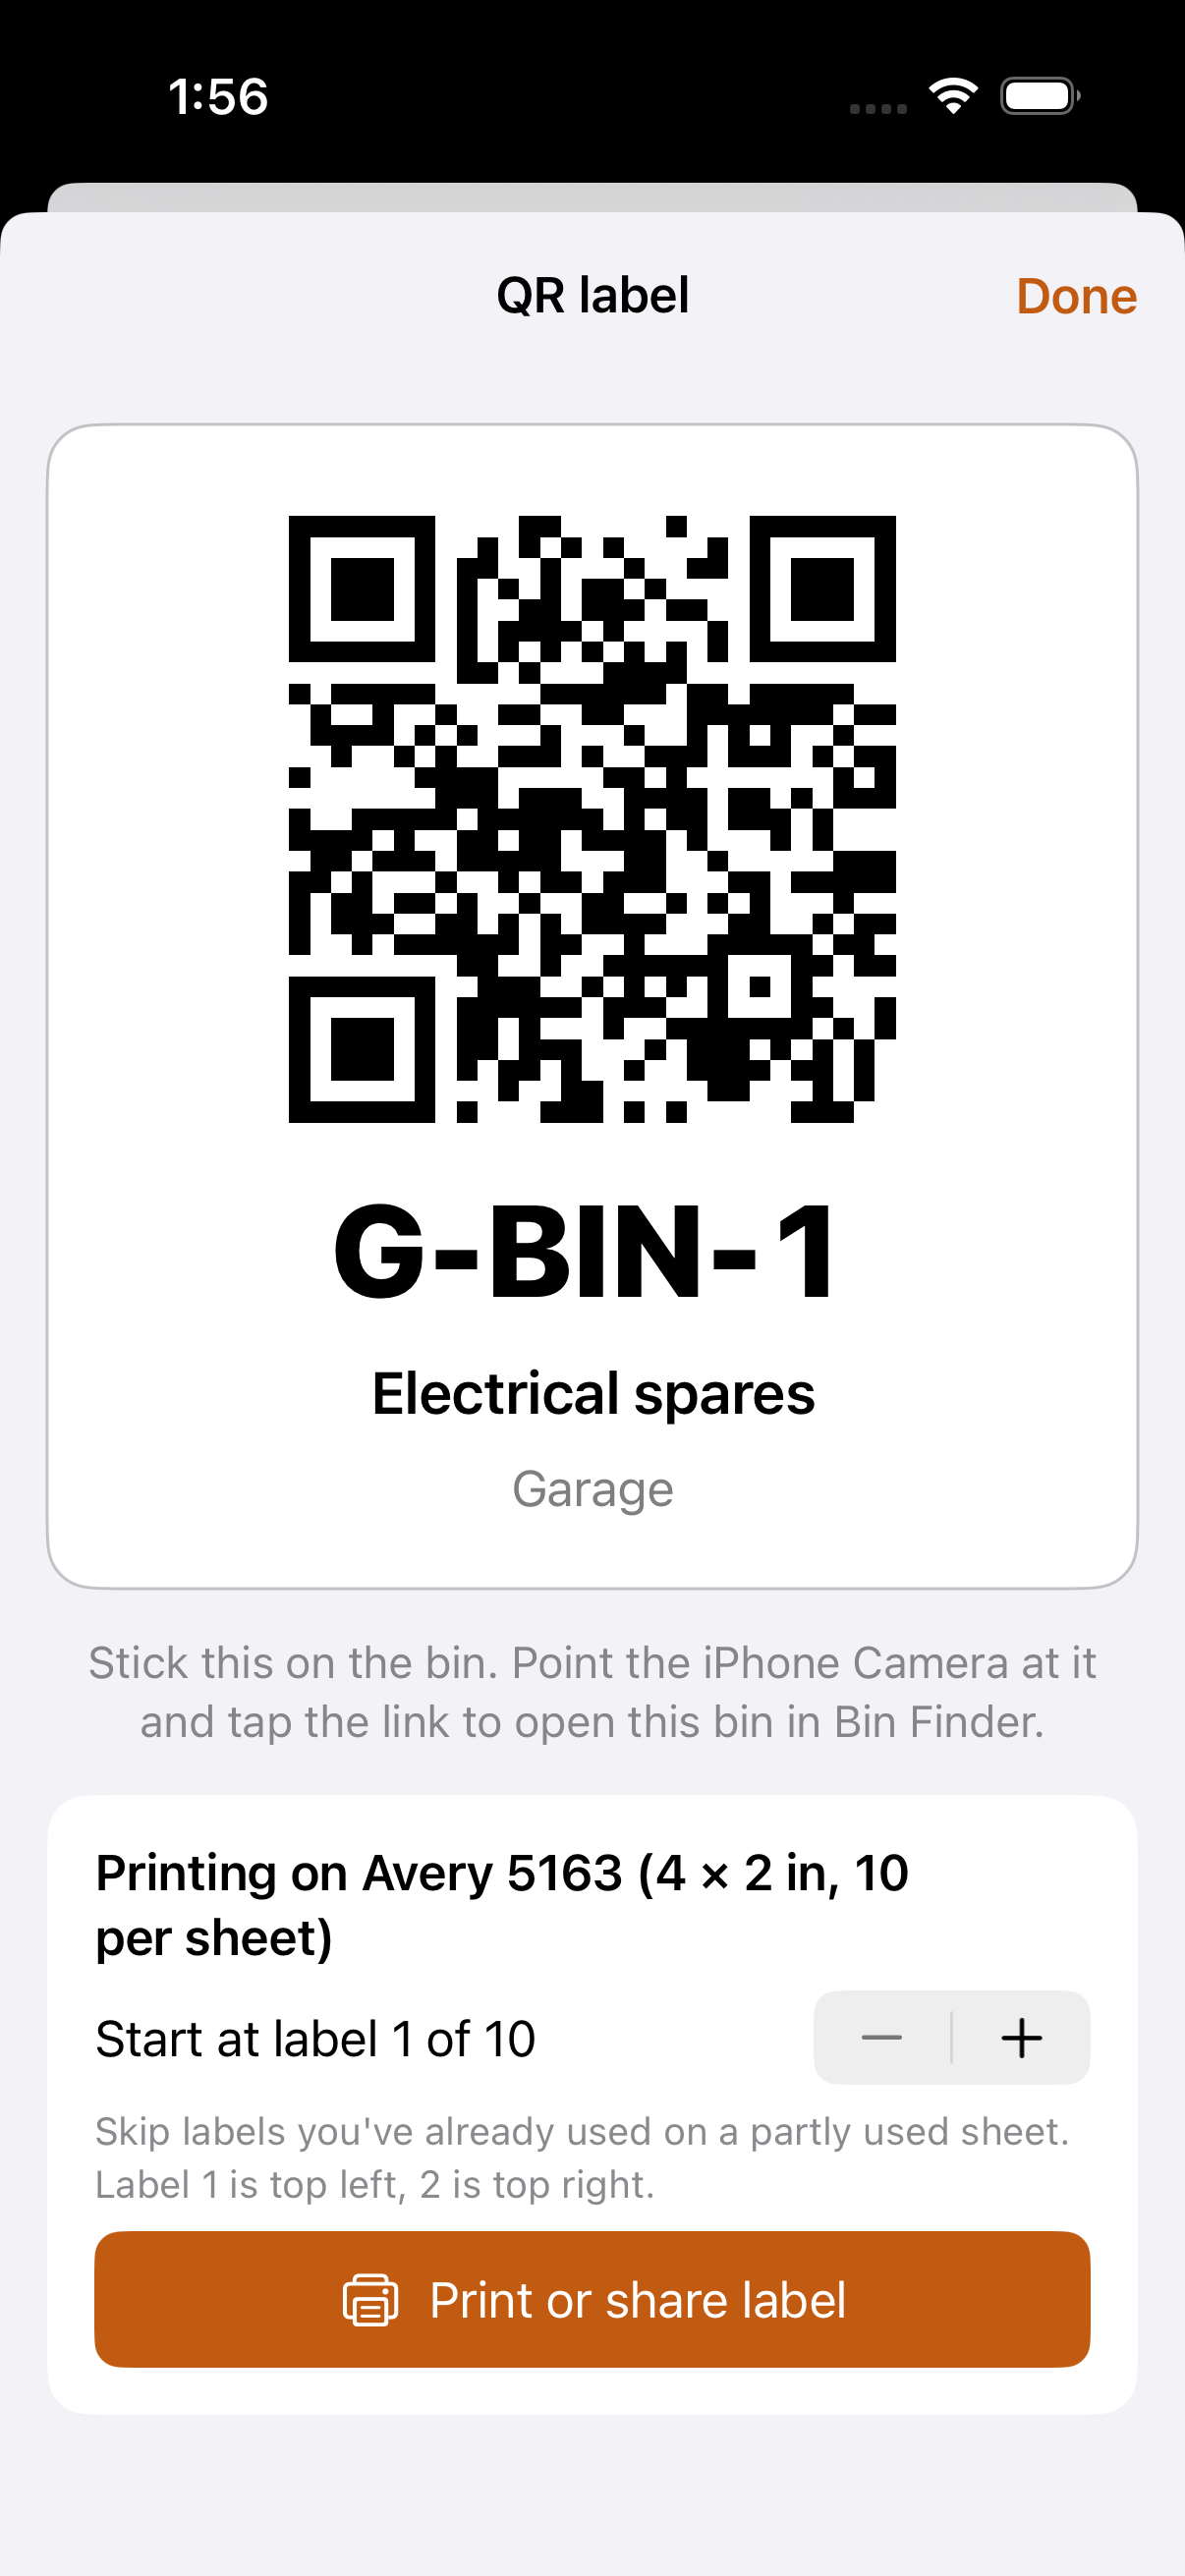 1:56
QR label
Done
G-BIN-1
Electrical spares
Garage
Stick this on the bin. Point the iPhone Camera at it
and tap the link to open this bin in Bin Finder.
Printing on Avery 5163 (4 × 2 in, 10
per sheet)
Start at label 1 of 10
Skip labels you've already used on a partly used sheet.
Label 1 is top left, 2 is top right.
Print or share label